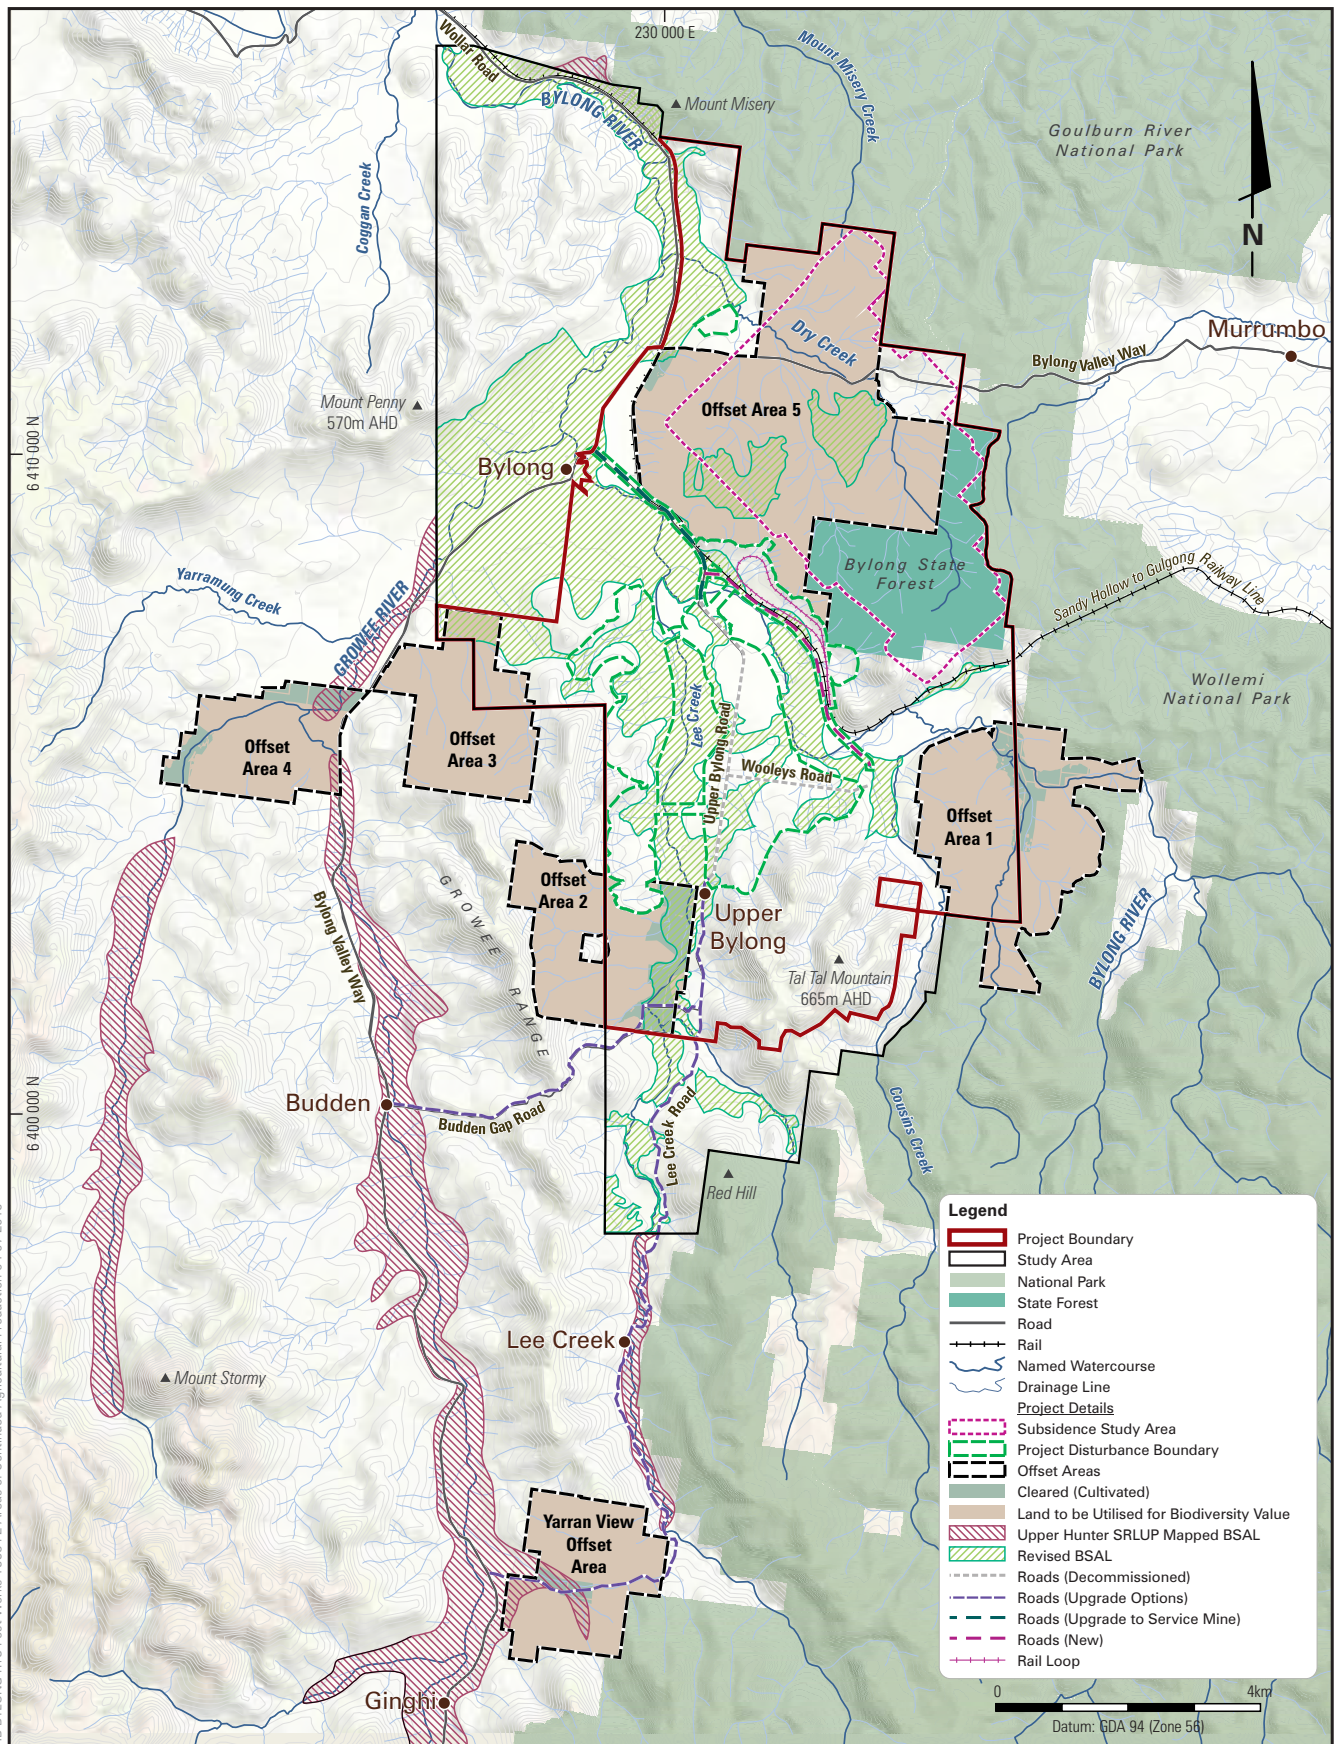 230 000 E
Wollar Road
BYLONG RIVER
Mount Misery
Mount Misery Creek
Goulburn River
National Park
N
Coggan Creek
Murrumbo
Bylong Valley Way
Dry Creek
Mount Penny
570m AHD
Offset Area 5
6 410 000 N
Bylong
Bylong State
Forest
Sandy Hollow to Gulgong Railway Line
Yarramung Creek
GROWEE RIVER
Wollemi
National Park
Lee Creek
Upper Bylong Road
Wooleys Road
Offset
Area 4
Offset
Area 3
Offset
Area 1
Offset
Area 2
GROWEE RANGE
Bylong Valley Way
Upper
Bylong
BYLONG RIVER
Tal Tal Mountain
665m AHD
6 400 000 N
Budden
Budden Gap Road
Lee Creek Road
Cousins Creek
Red Hill
Lee Creek
Mount Stormy
Yarran View
Offset
Area
Ginghi
Legend
Project Boundary
Study Area
National Park
State Forest
Road
Rail
Named Watercourse
Drainage Line
Project Details
Subsidence Study Area
Project Disturbance Boundary
Offset Areas
Cleared (Cultivated)
Land to be Utilised for Biodiversity Value
Upper Hunter SRLUP Mapped BSAL
Revised BSAL
Roads (Decommissioned)
Roads (Upgrade Options)
Roads (Upgrade to Service Mine)
Roads (New)
Rail Loop
0 4km
Datum: GDA 94 (Zone 56)